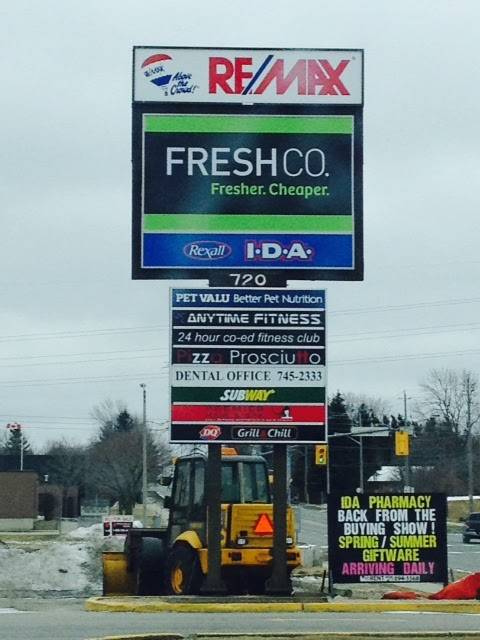 RE/MAX
Above
the
Crowd!
RE/MAX
FRESHCO.
Fresher. Cheaper.
Rexall I·D·A·
720
PET VALU Better Pet Nutrition
ANYTIME FITNESS
24 hour co-ed fitness club
Pizza Prosciutto
DENTAL OFFICE 745-2333
SUBWAY
DQ Grill & Chill
IDA PHARMACY
BACK FROM THE
BUYING SHOW!
SPRING / SUMMER
GIFTWARE
ARRIVING DAILY